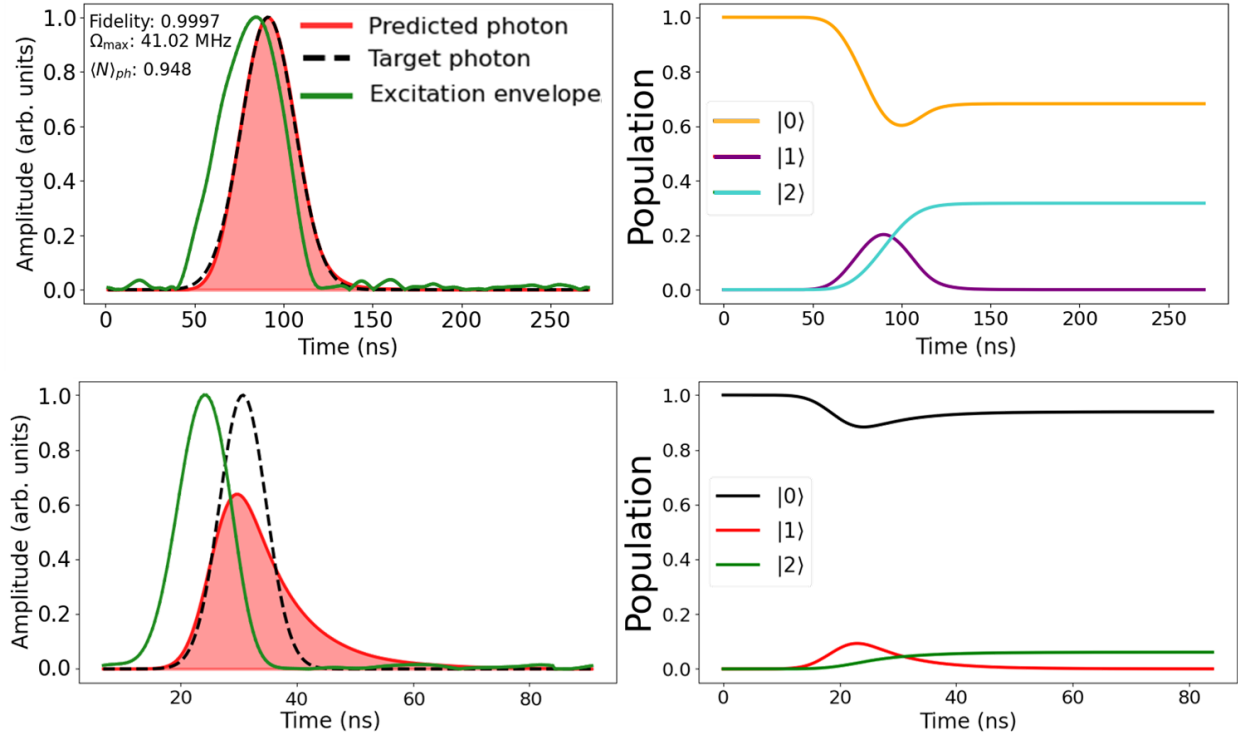 Fidelity: 0.9997
Ωmax: 41.02 MHz
⟨N⟩ph: 0.948
Predicted photon
Target photon
Excitation envelope
Amplitude (arb. units)
1.0
0.8
0.6
0.4
0.2
0.0
0 50 100 150 200 250
Time (ns)
Population
1.0
0.8
0.6
0.4
0.2
0.0
|0⟩
|1⟩
|2⟩
0 50 100 150 200 250
Time (ns)
Amplitude (arb. units)
1.0
0.8
0.6
0.4
0.2
0.0
20 40 60 80
Time (ns)
Population
1.0
0.8
0.6
0.4
0.2
0.0
|0⟩
|1⟩
|2⟩
0 20 40 60 80
Time (ns)